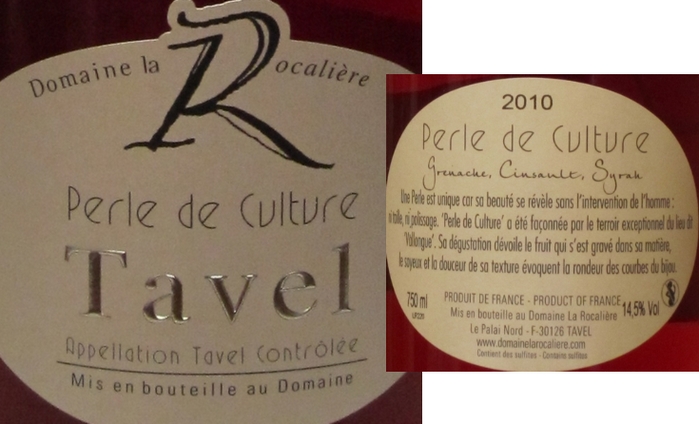 Domaine la Rocalière
Perle de Culture
Tavel
Appellation Tavel Contrôlée
Mis en bouteille au Domaine
2010
Perle de Culture
Grenache, Cinsault, Syrah
Une Perle est unique car sa beauté se révèle sans l'intervention de l'homme :
ni taille, ni polissage. 'Perle de Culture' a été façonnée par le terroir exceptionnel du lieu dit
'Vallongue'. Sa dégustation dévoile le fruit qui s'est gravé dans sa matière,
le soyeux et la douceur de sa texture évoquent la rondeur des courbes du bijou.
750 ml
PRODUIT DE FRANCE - PRODUCT OF FRANCE
14,5% Vol
Mis en bouteille au Domaine La Rocalière
Le Palai Nord - F-30126 TAVEL
www.domainelarocaliere.com
Contient des sulfites - Contains sulfites